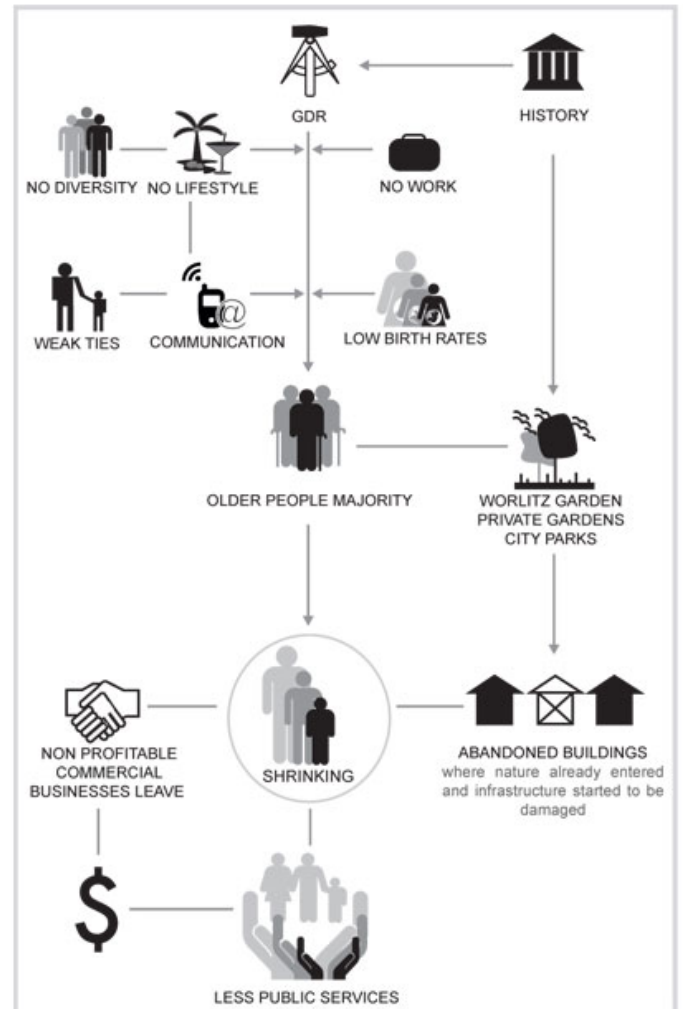 GDR
HISTORY
NO DIVERSITY
NO LIFESTYLE
NO WORK
WEAK TIES
COMMUNICATION
@
LOW BIRTH RATES
OLDER PEOPLE MAJORITY
WORLITZ GARDEN
PRIVATE GARDENS
CITY PARKS
NON PROFITABLE
COMMERCIAL
BUSINESSES LEAVE
SHRINKING
ABANDONED BUILDINGS
where nature already entered
and infrastructure started to be
damaged
$
LESS PUBLIC SERVICES